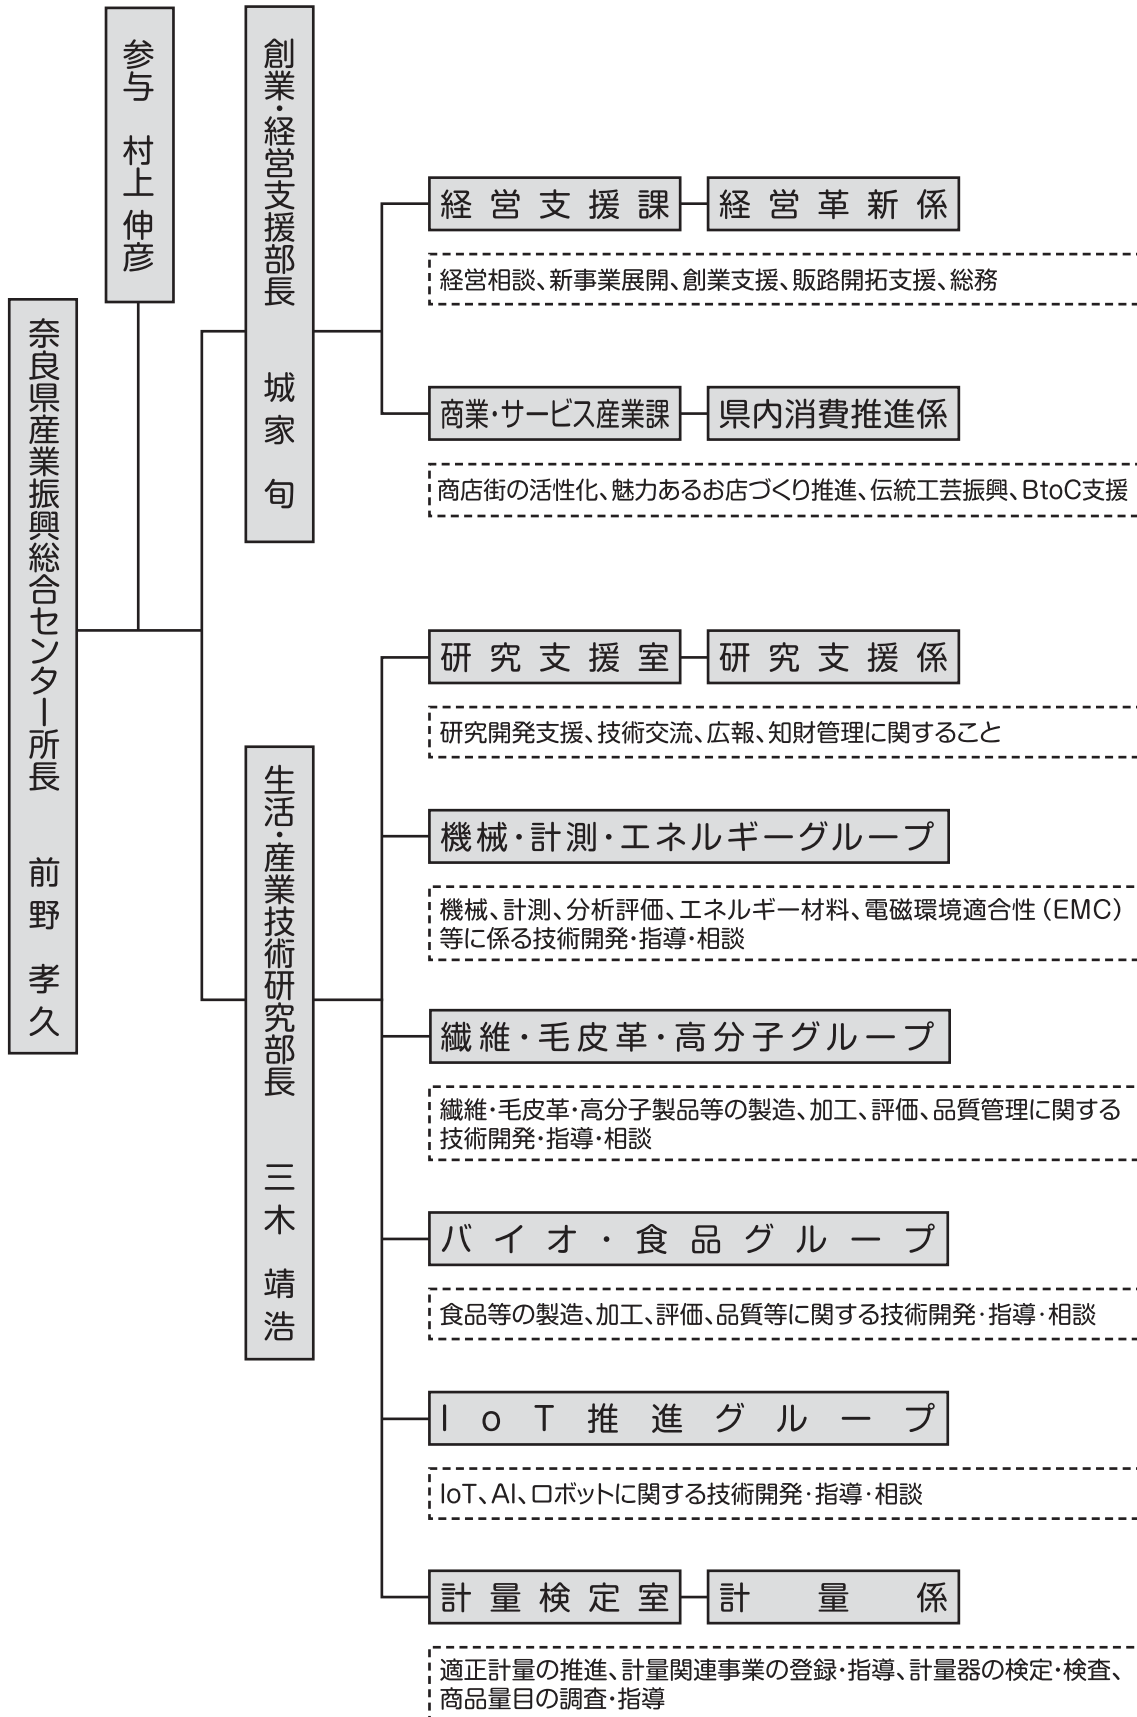 奈良県産業振興総合センター所長　前野　孝久
参与　村上伸彦
創業・経営支援部長　城家　旬
経営支援課
経営革新係
経営相談、新事業展開、創業支援、販路開拓支援、総務
商業・サービス産業課
県内消費推進係
商店街の活性化、魅力あるお店づくり推進、伝統工芸振興、BtoC支援
生活・産業技術研究部長　三木　靖浩
研究支援室
研究支援係
研究開発支援、技術交流、広報、知財管理に関すること
機械・計測・エネルギーグループ
機械、計測、分析評価、エネルギー材料、電磁環境適合性（EMC）
等に係る技術開発・指導・相談
繊維・毛皮革・高分子グループ
繊維・毛皮革・高分子製品等の製造、加工、評価、品質管理に関する
技術開発・指導・相談
バイオ・食品グループ
食品等の製造、加工、評価、品質等に関する技術開発・指導・相談
IoT推進グループ
IoT、AI、ロボットに関する技術開発・指導・相談
計量検定室
計量係
適正計量の推進、計量関連事業の登録・指導、計量器の検定・検査、
商品量目の調査・指導